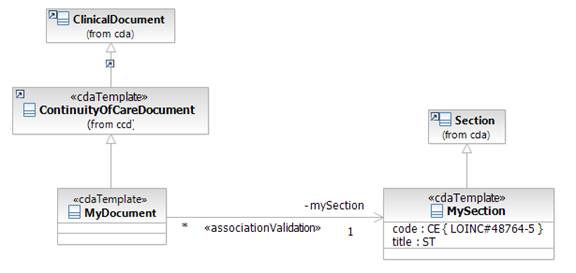 ClinicalDocument
(from cda)
«cdaTemplate»
ContinuityOfCareDocument
(from ccd)
Section
(from cda)
«cdaTemplate»
MyDocument
-mySection
* «associationValidation» 1
«cdaTemplate»
MySection
code : CE { LOINC#48764-5 }
title : ST